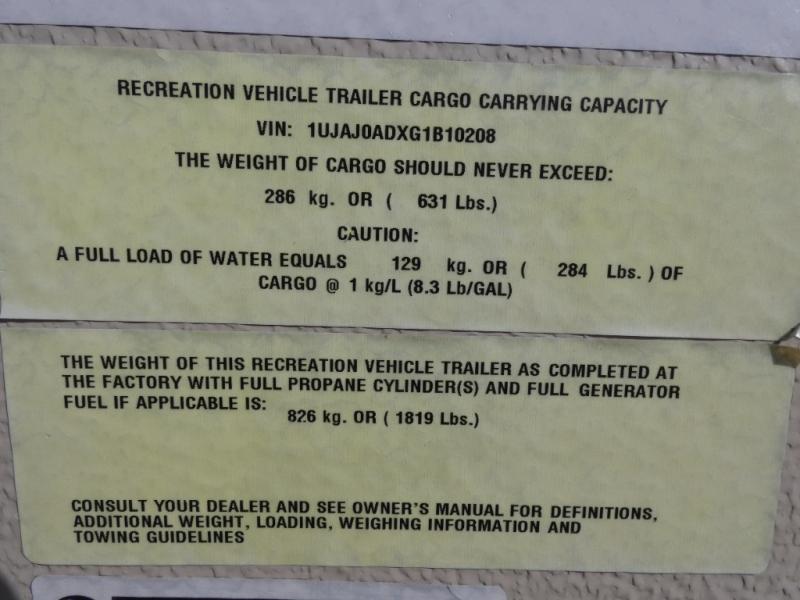 RECREATION VEHICLE TRAILER CARGO CARRYING CAPACITY
VIN: 1UJAJ0ADXG1B10208
THE WEIGHT OF CARGO SHOULD NEVER EXCEED:
286 kg. OR ( 631 Lbs.)
CAUTION:
A FULL LOAD OF WATER EQUALS 129 kg. OR ( 284 Lbs. ) OF
CARGO @ 1 kg/L (8.3 Lb/GAL)
THE WEIGHT OF THIS RECREATION VEHICLE TRAILER AS COMPLETED AT
THE FACTORY WITH FULL PROPANE CYLINDER(S) AND FULL GENERATOR
FUEL IF APPLICABLE IS:
826 kg. OR ( 1819 Lbs.)
CONSULT YOUR DEALER AND SEE OWNER'S MANUAL FOR DEFINITIONS,
ADDITIONAL WEIGHT, LOADING, WEIGHING INFORMATION AND
TOWING GUIDELINES